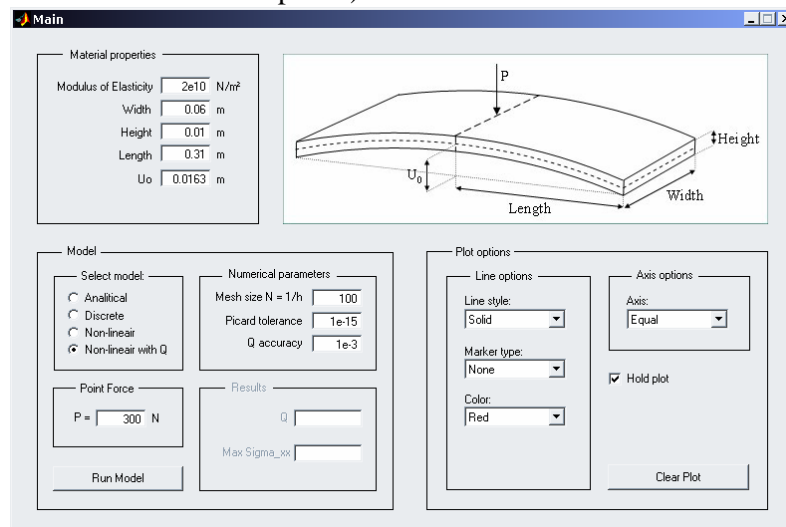 Main
Material properties
Modulus of Elasticity 2e10 N/m²
Width 0.06 m
Height 0.01 m
Length 0.31 m
Uo 0.0163 m
P
Height
U₀
Width
Length
Model
Select model:
Analitical
Discrete
Non-lineair
Non-lineair with Q
Numerical parameters
Mesh size N = 1/h 100
Picard tolerance 1e-15
Q accuracy 1e-3
Point Force
P = 300 N
Results
Q
Max Sigma_xx
Run Model
Plot options
Line options
Line style:
Solid
Marker type:
None
Color:
Red
Axis options
Axis:
Equal
Hold plot
Clear Plot